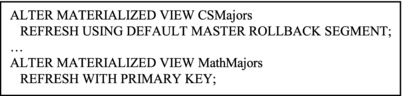 ALTER MATERIALIZED VIEW CSMajors
REFRESH USING DEFAULT MASTER ROLLBACK SEGMENT;
…
ALTER MATERIALIZED VIEW MathMajors
REFRESH WITH PRIMARY KEY;